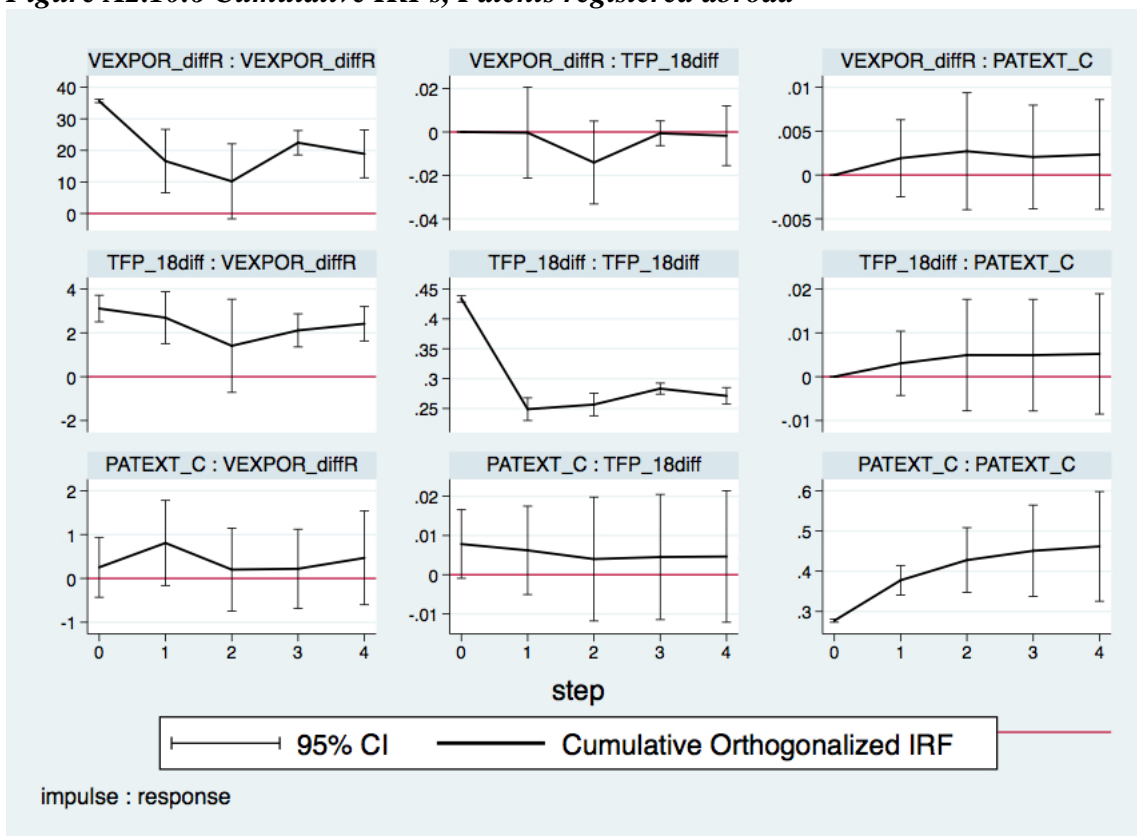 Figure A2.10.6 Cumulative IRFs, Patents registered abroad
VEXPOR_diffR : VEXPOR_diffR
VEXPOR_diffR : TFP_18diff
VEXPOR_diffR : PATEXT_C
40
30
20
10
0
.02
0
-.02
-.04
.01
.005
0
-.005
TFP_18diff : VEXPOR_diffR
TFP_18diff : TFP_18diff
TFP_18diff : PATEXT_C
4
2
0
-2
.45
.4
.35
.3
.25
.02
.01
0
-.01
PATEXT_C : VEXPOR_diffR
PATEXT_C : TFP_18diff
PATEXT_C : PATEXT_C
2
1
0
-1
.02
.01
0
-.01
.6
.5
.4
.3
0 1 2 3 4
0 1 2 3 4
0 1 2 3 4
step
95% CI
Cumulative Orthogonalized IRF
impulse : response